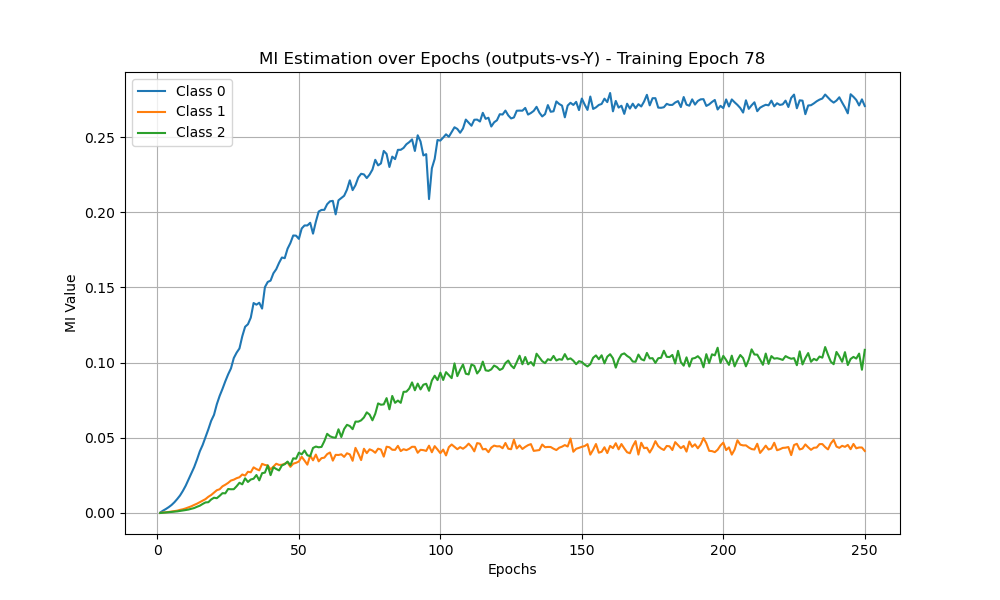 MI Estimation over Epochs (outputs-vs-Y) - Training Epoch 78
Class 0
Class 1
Class 2
MI Value
0.25
0.20
0.15
0.10
0.05
0.00
0 50 100 150 200 250
Epochs